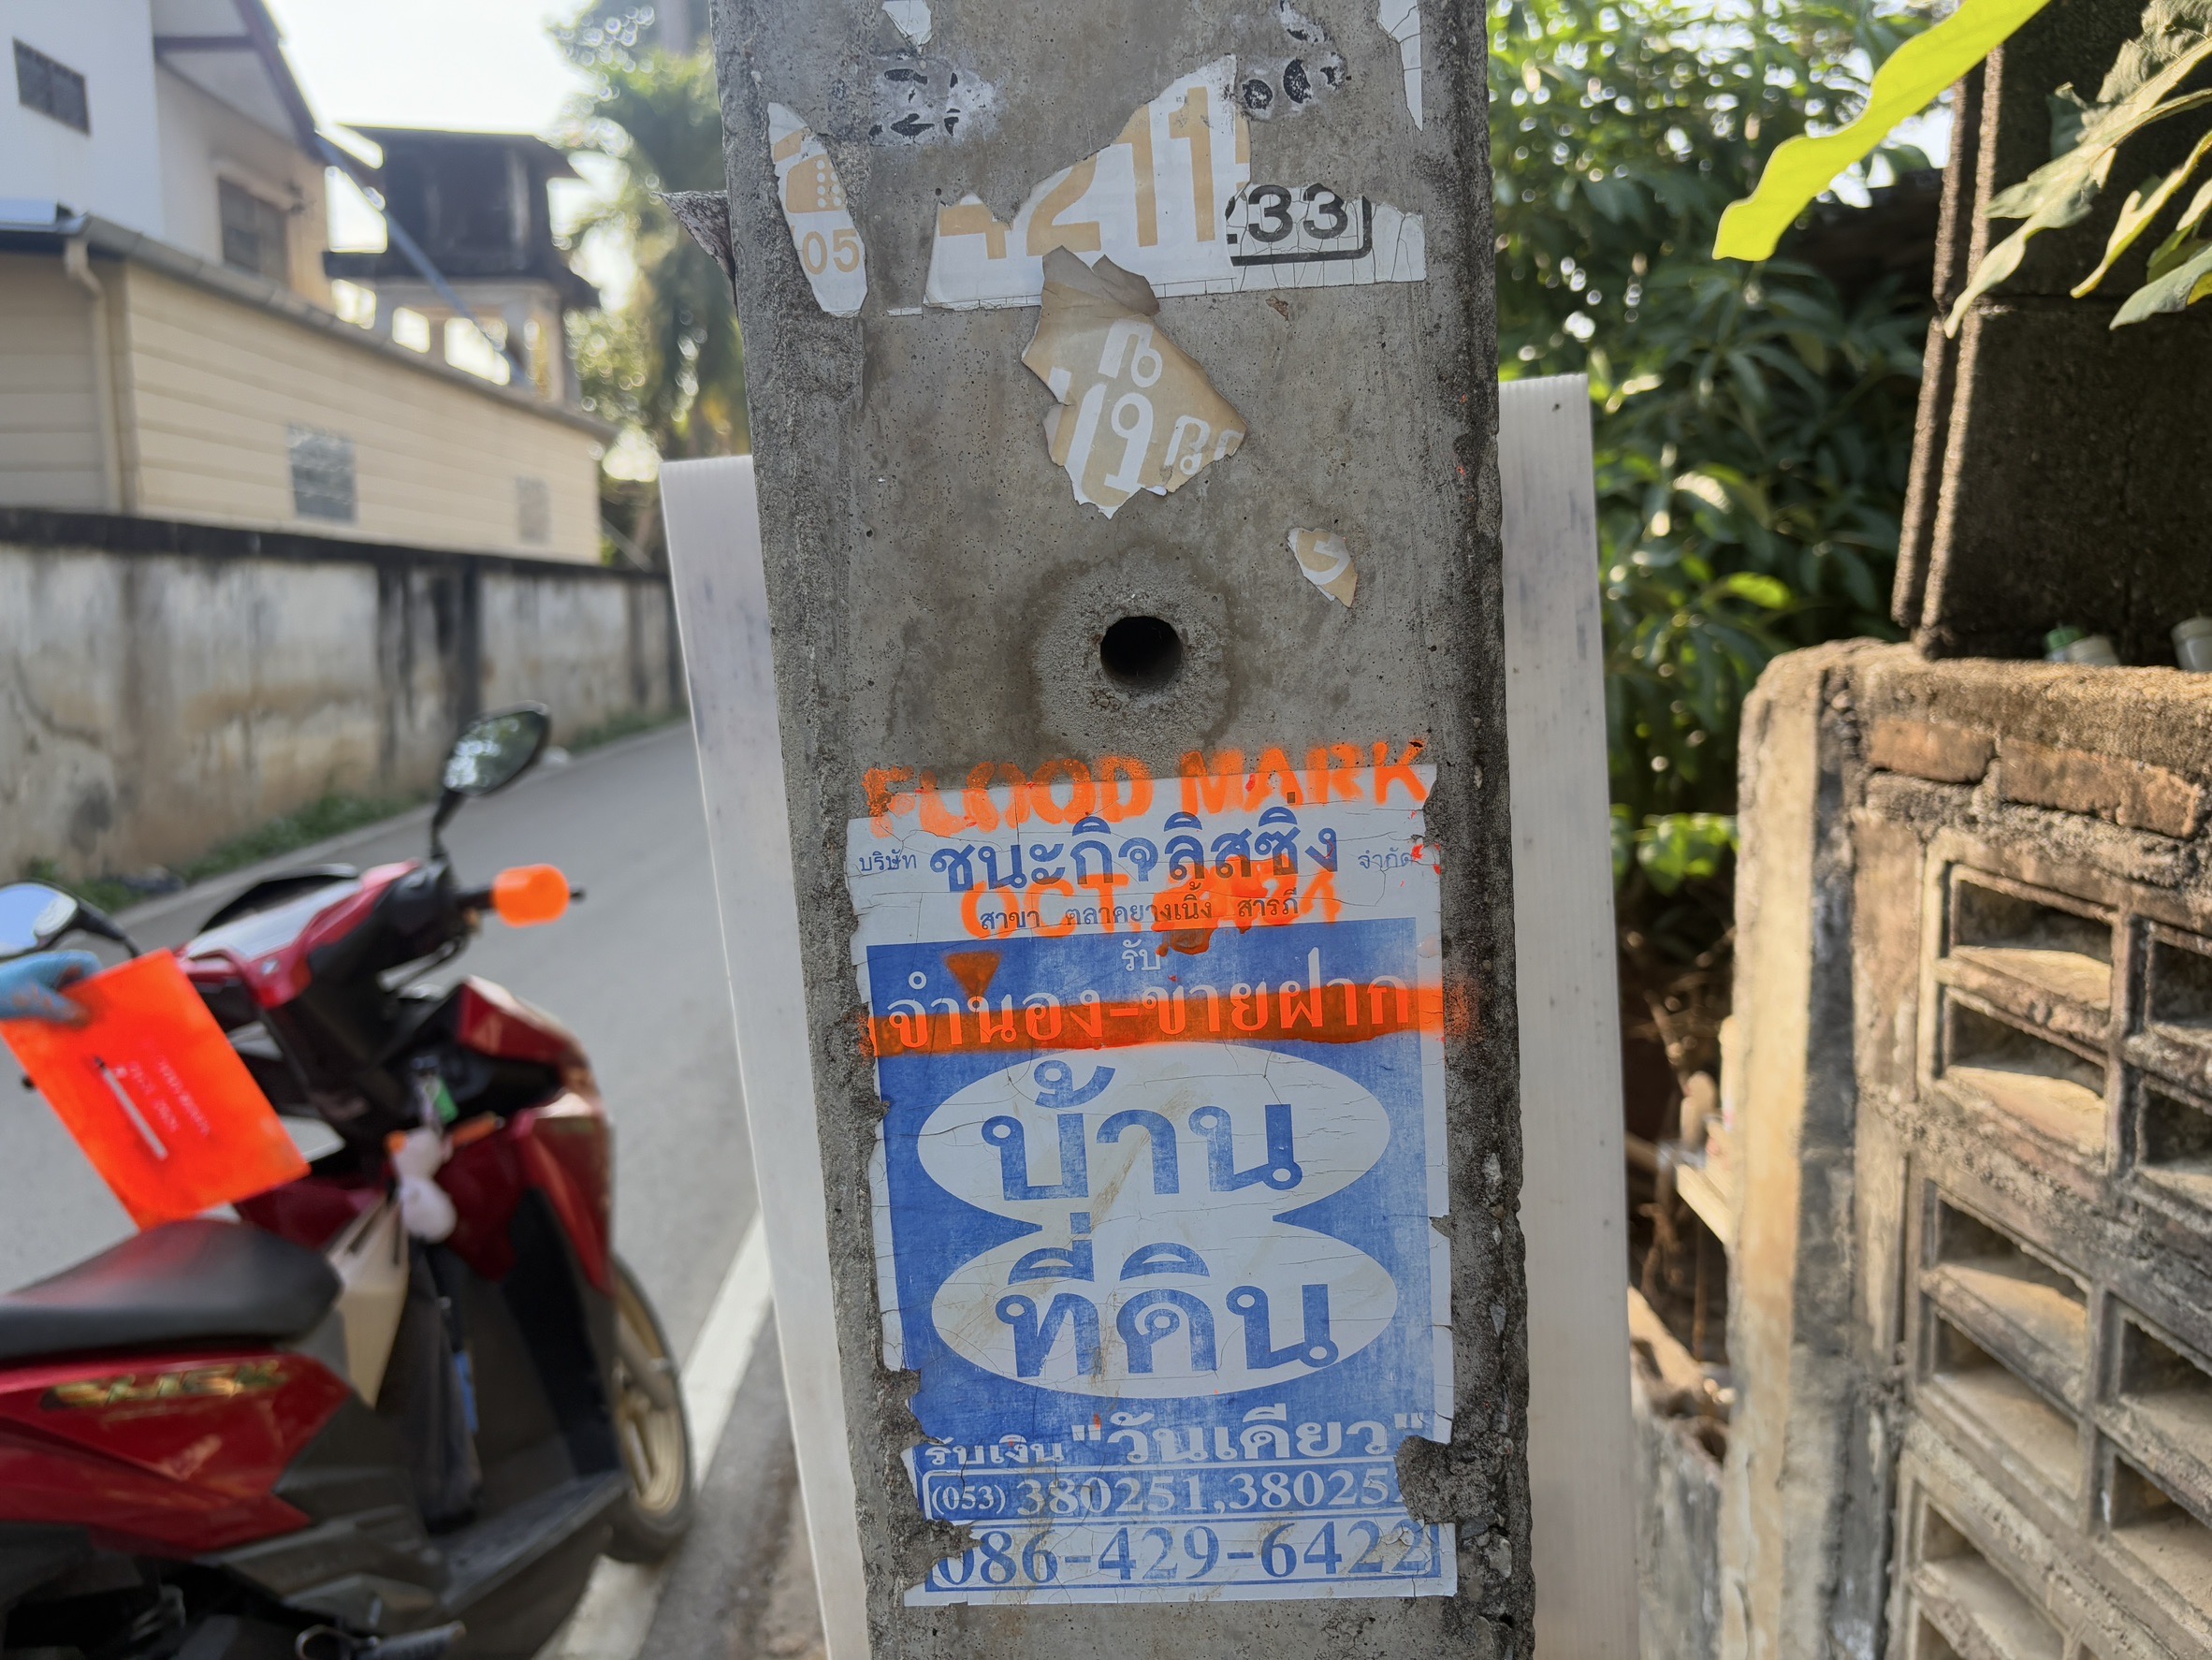 05
4211
233
FLOOD MARK
บริษัท ชนะกิจลิสซิ่ง จำกัด
OCT. 2024
สาขา ตลาดยางเนิ้ง สารภี
รับ
จำนอง-ขายฝาก
บ้าน
ที่ดิน
รับเงิน "วันเดียว"
(053) 380251,38025
086-429-6422
CLICK